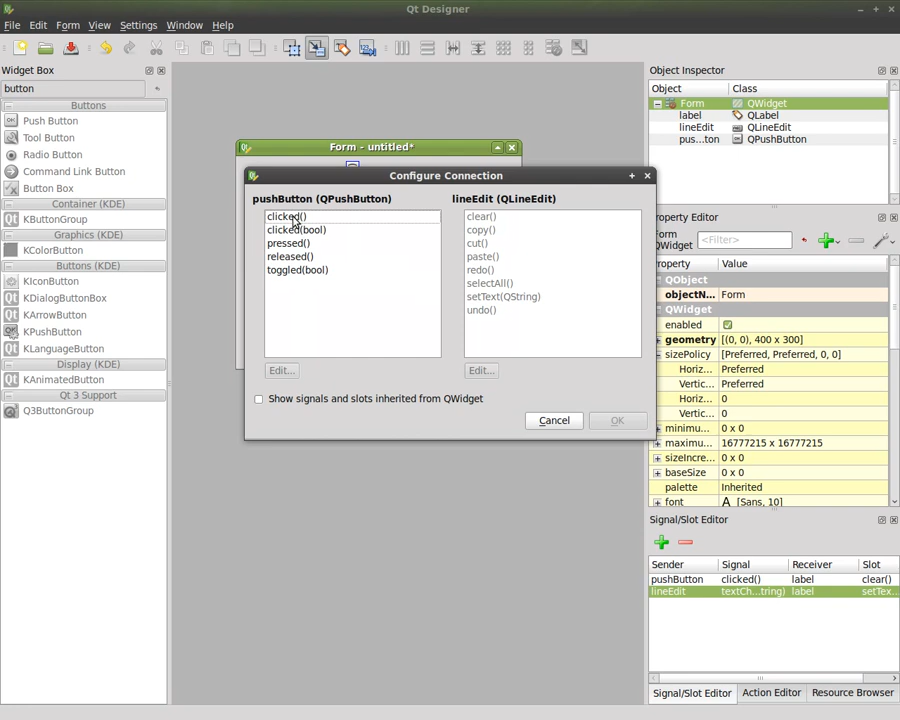 Qt Designer
File Edit Form View Settings Window Help
Widget Box
button
Buttons
Push Button
Tool Button
Radio Button
Command Link Button
Button Box
Container (KDE)
KButtonGroup
Graphics (KDE)
KColorButton
Buttons (KDE)
KIconButton
KDialogButtonBox
KArrowButton
KPushButton
KLanguageButton
Display (KDE)
KAnimatedButton
Qt 3 Support
Q3ButtonGroup
Form - untitled*
Configure Connection
pushButton (QPushButton)
clicked()
clicked(bool)
pressed()
released()
toggled(bool)
Edit...
lineEdit (QLineEdit)
clear()
copy()
cut()
paste()
redo()
selectAll()
setText(QString)
undo()
Edit...
Show signals and slots inherited from QWidget
Cancel OK
Object Inspector
Object Class
Form QWidget
label QLabel
lineEdit QLineEdit
pus...ton QPushButton
Property Editor
Form
QWidget
<Filter>
roperty Value
QObject
objectN... Form
QWidget
enabled
geometry [(0, 0), 400 x 300]
sizePolicy [Preferred, Preferred, 0, 0]
Horiz... Preferred
Vertic... Preferred
Horiz... 0
Vertic... 0
minimu... 0 x 0
maximu... 16777215 x 16777215
sizeIncre... 0 x 0
baseSize 0 x 0
palette Inherited
font A [Sans, 10]
Signal/Slot Editor
Sender Signal Receiver Slot
pushButton clicked() label clear()
lineEdit textCh...tring) label setTex...
Signal/Slot Editor Action Editor Resource Browser